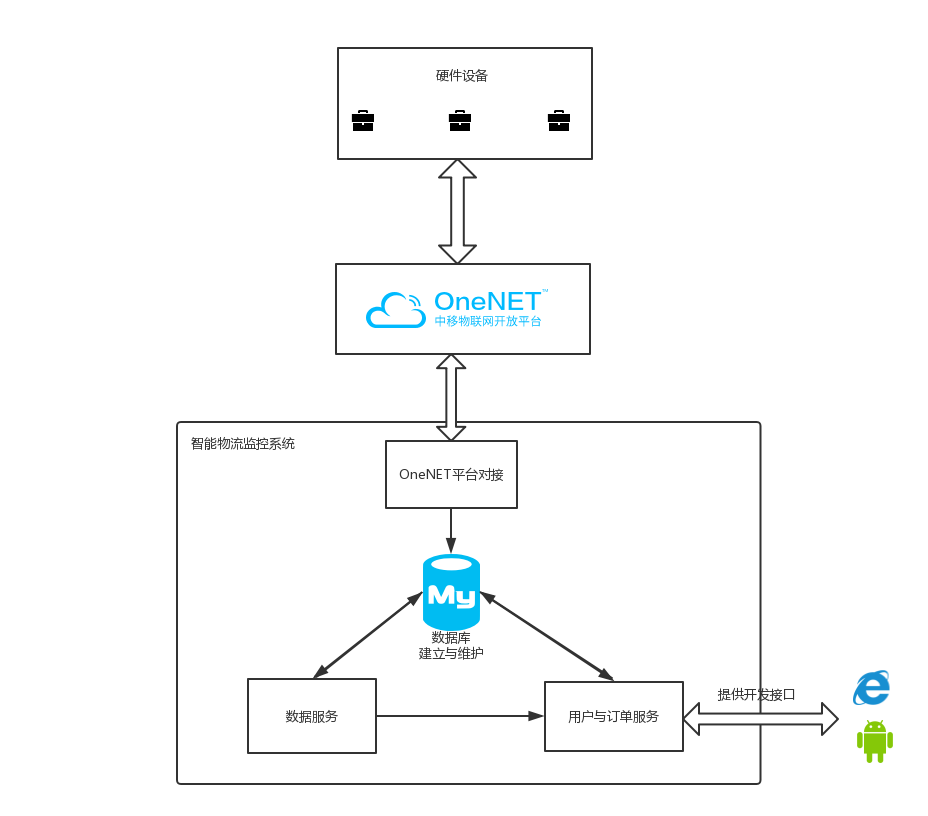 硬件设备
OneNET™
中移物联网开放平台
智能物流监控系统
OneNET平台对接
My
数据库
建立与维护
提供开发接口
数据服务
用户与订单服务